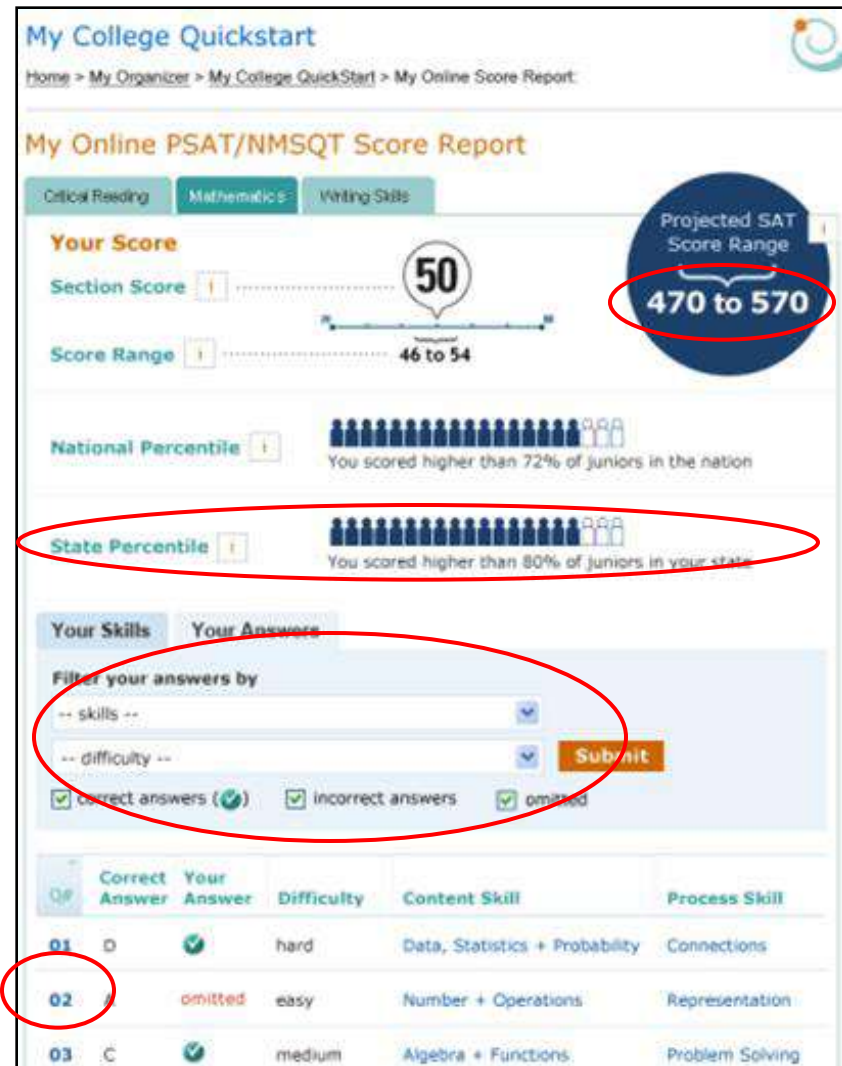 My College Quickstart
Home > My Organizer > My College QuickStart > My Online Score Report:
My Online PSAT/NMSQT Score Report
Critical Reading Mathematics Writing Skills
Projected SAT
Score Range
470 to 570
Your Score
Section Score
50
Score Range
46 to 54
National Percentile
You scored higher than 72% of juniors in the nation
State Percentile
You scored higher than 80% of juniors in your state
Your Skills Your Answers
Filter your answers by
-- skills --
-- difficulty --
Submit
correct answers ( ) incorrect answers omitted
Q# Correct Answer Your Answer Difficulty Content Skill Process Skill
01 D hard Data, Statistics + Probability Connections
02 A omitted easy Number + Operations Representation
03 C medium Algebra + Functions Problem Solving